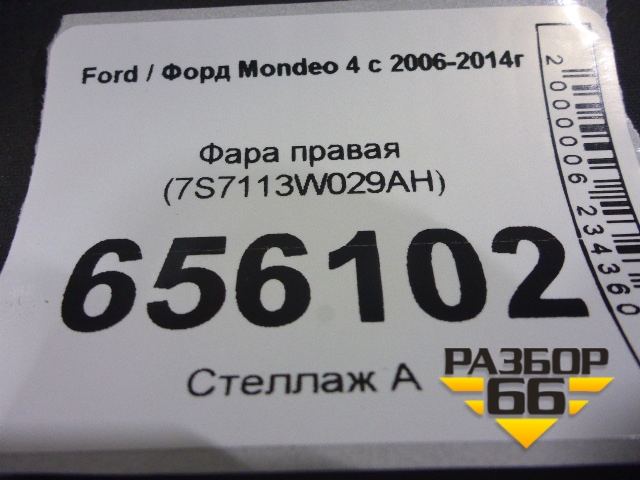 Ford / Форд Mondeo 4 с 2006-2014г
Фара правая
(7S7113W029AH)
656102
Стеллаж А
2000006234360
РАЗБОР
66